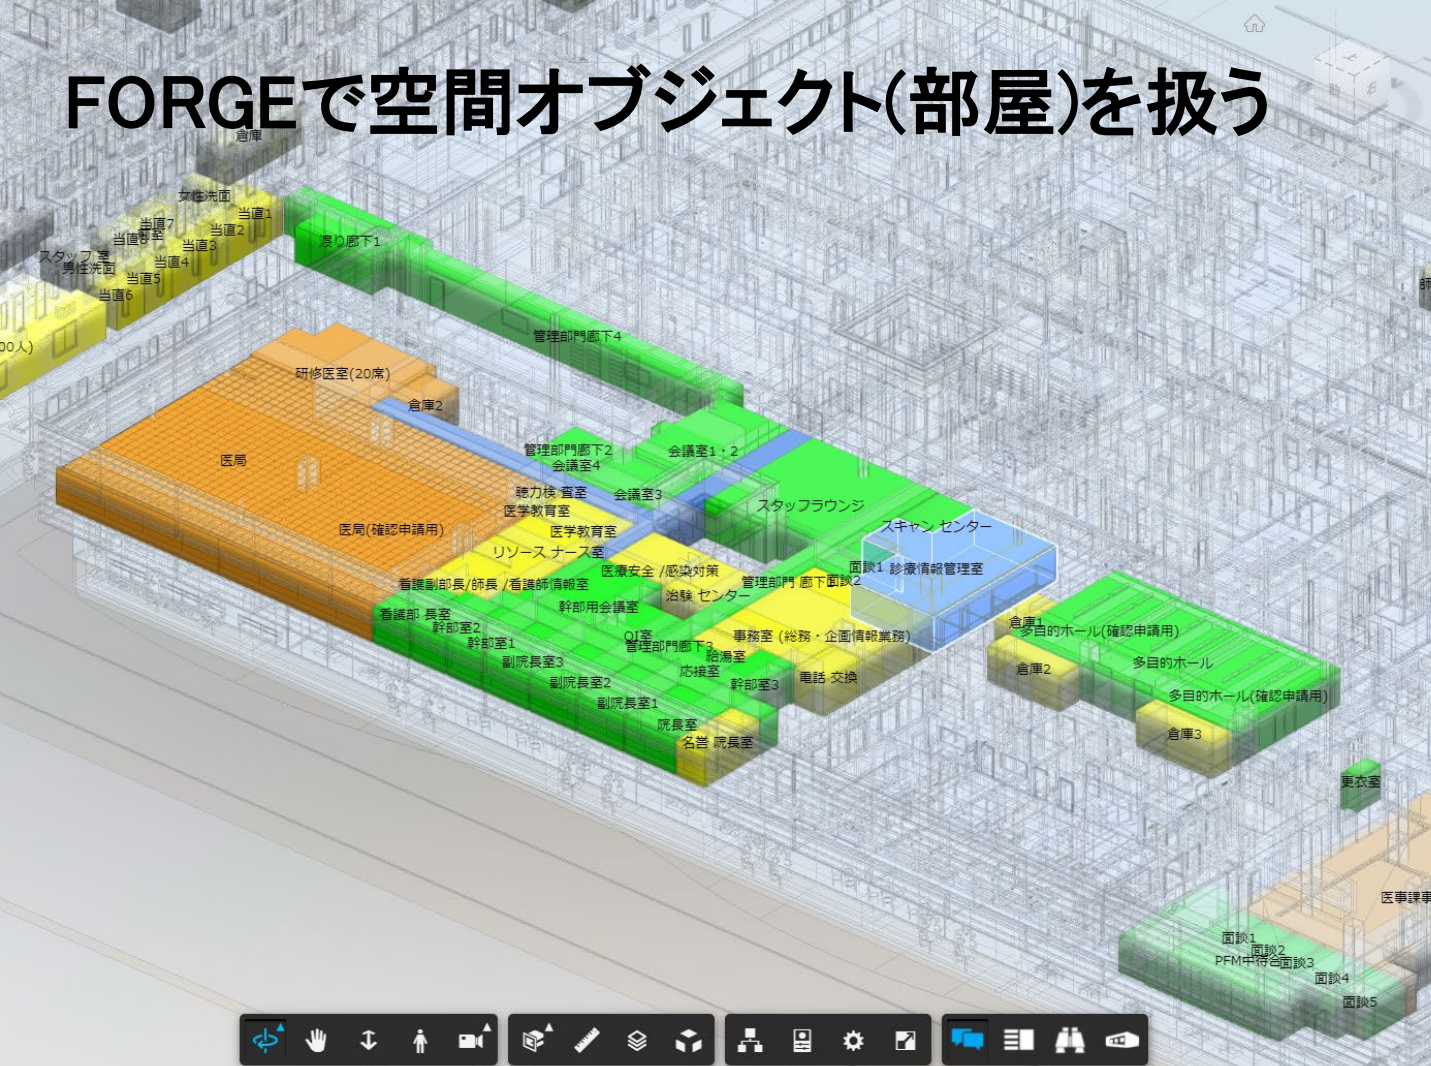 FORGEで空間オブジェクト(部屋)を扱う
倉庫
女性洗面
当直1
当直7
当直2
当直3
スタッフ 室
男性洗面
当直4
当直5
当直6
00人)
渡り廊下1
管理部門廊下4
研修医室(20席)
倉庫2
医局
医局(確認申請用)
管理部門廊下2
会議室4
会議室1・2
聴力検 査室
会議室3
医学教育室
医学教育室
スタッフラウンジ
スキャン センター
リソース ナース室
医療安全 /感染対策
面談1
診療情報管理室
看護副部長/師長 /看護師情報室
治験 センター
管理部門 廊下
面談2
幹部用会議室
看護部 長室
幹部室2
幹部室1
QI室
管理部門廊下3
事務室 (総務・企画情報業務)
給湯室
副院長室3
応接室
副院長室2
幹部室3
電話 交換
副院長室1
院長室
名誉 院長室
倉庫1
多目的ホール(確認申請用)
倉庫2
多目的ホール
多目的ホール(確認申請用)
倉庫3
更衣室
医事課事
面談1
面談2
PFM中待合
面談3
面談4
面談5